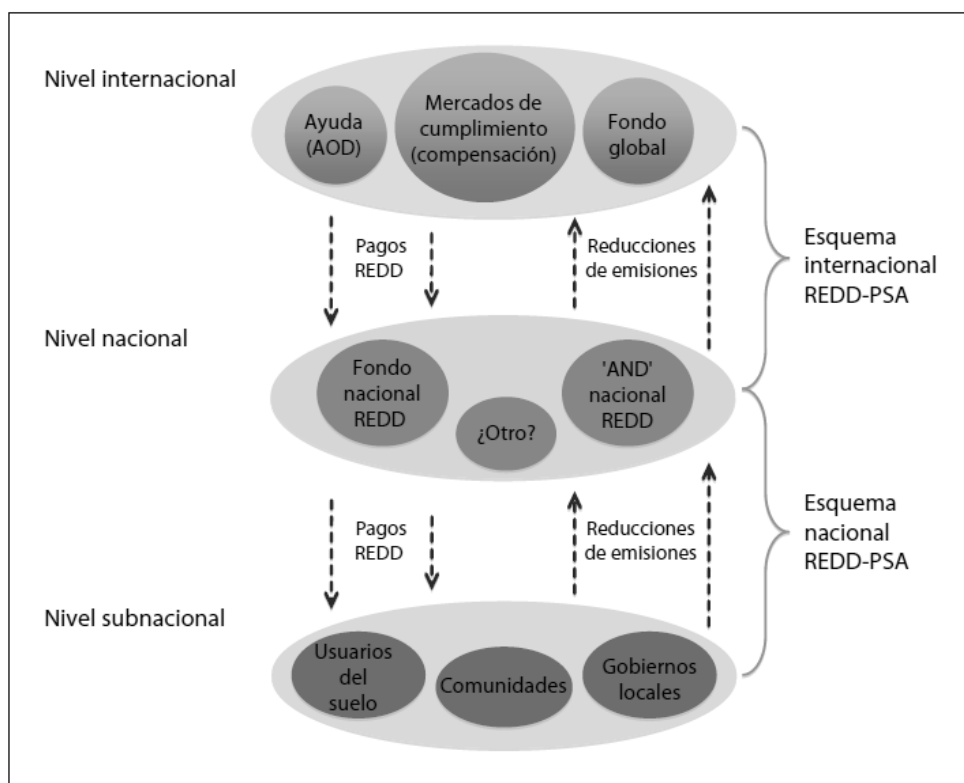 Nivel internacional
Ayuda
(AOD)
Mercados de
cumplimiento
(compensación)
Fondo
global
Pagos
REDD
Reducciones
de emisiones
Esquema
internacional
REDD-PSA
Nivel nacional
Fondo
nacional
REDD
¿Otro?
'AND'
nacional
REDD
Pagos
REDD
Reducciones
de emisiones
Esquema
nacional
REDD-PSA
Nivel subnacional
Usuarios
del
suelo
Comunidades
Gobiernos
locales